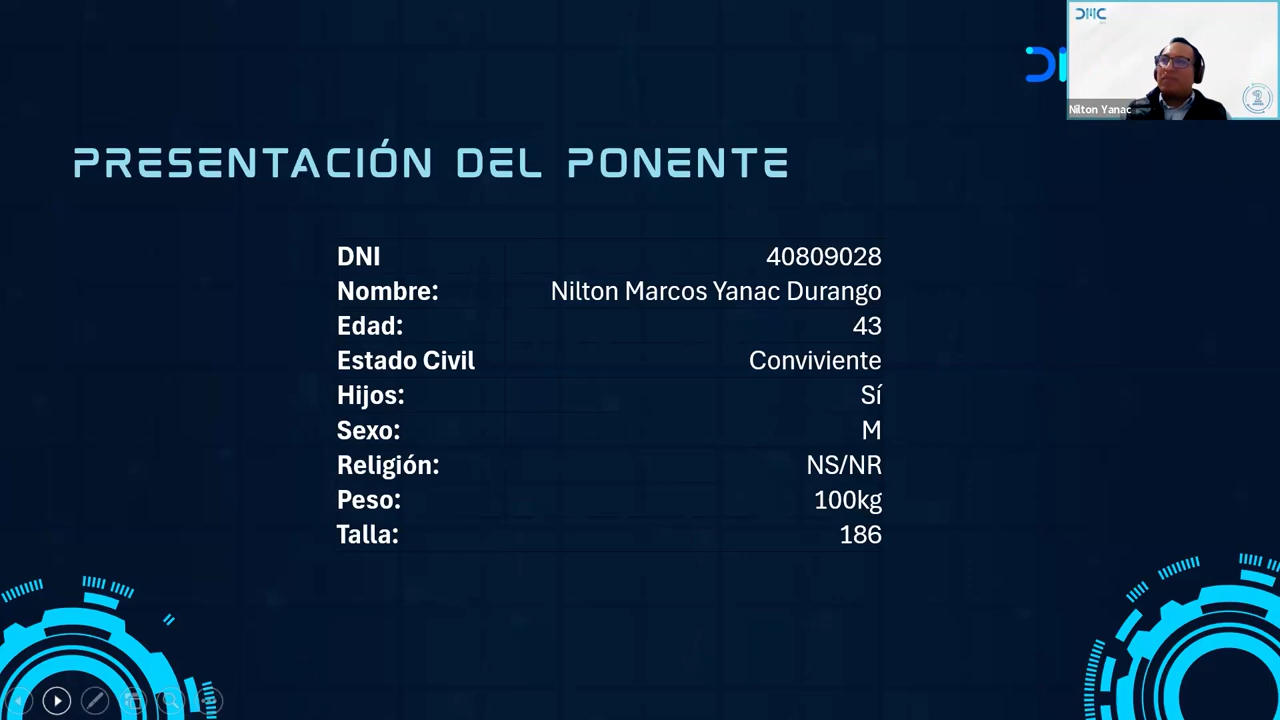 DMC
Nilton Yanac
PRESENTACIÓN DEL PONENTE
DNI 40809028
Nombre: Nilton Marcos Yanac Durango
Edad: 43
Estado Civil Conviviente
Hijos: Sí
Sexo: M
Religión: NS/NR
Peso: 100kg
Talla: 186